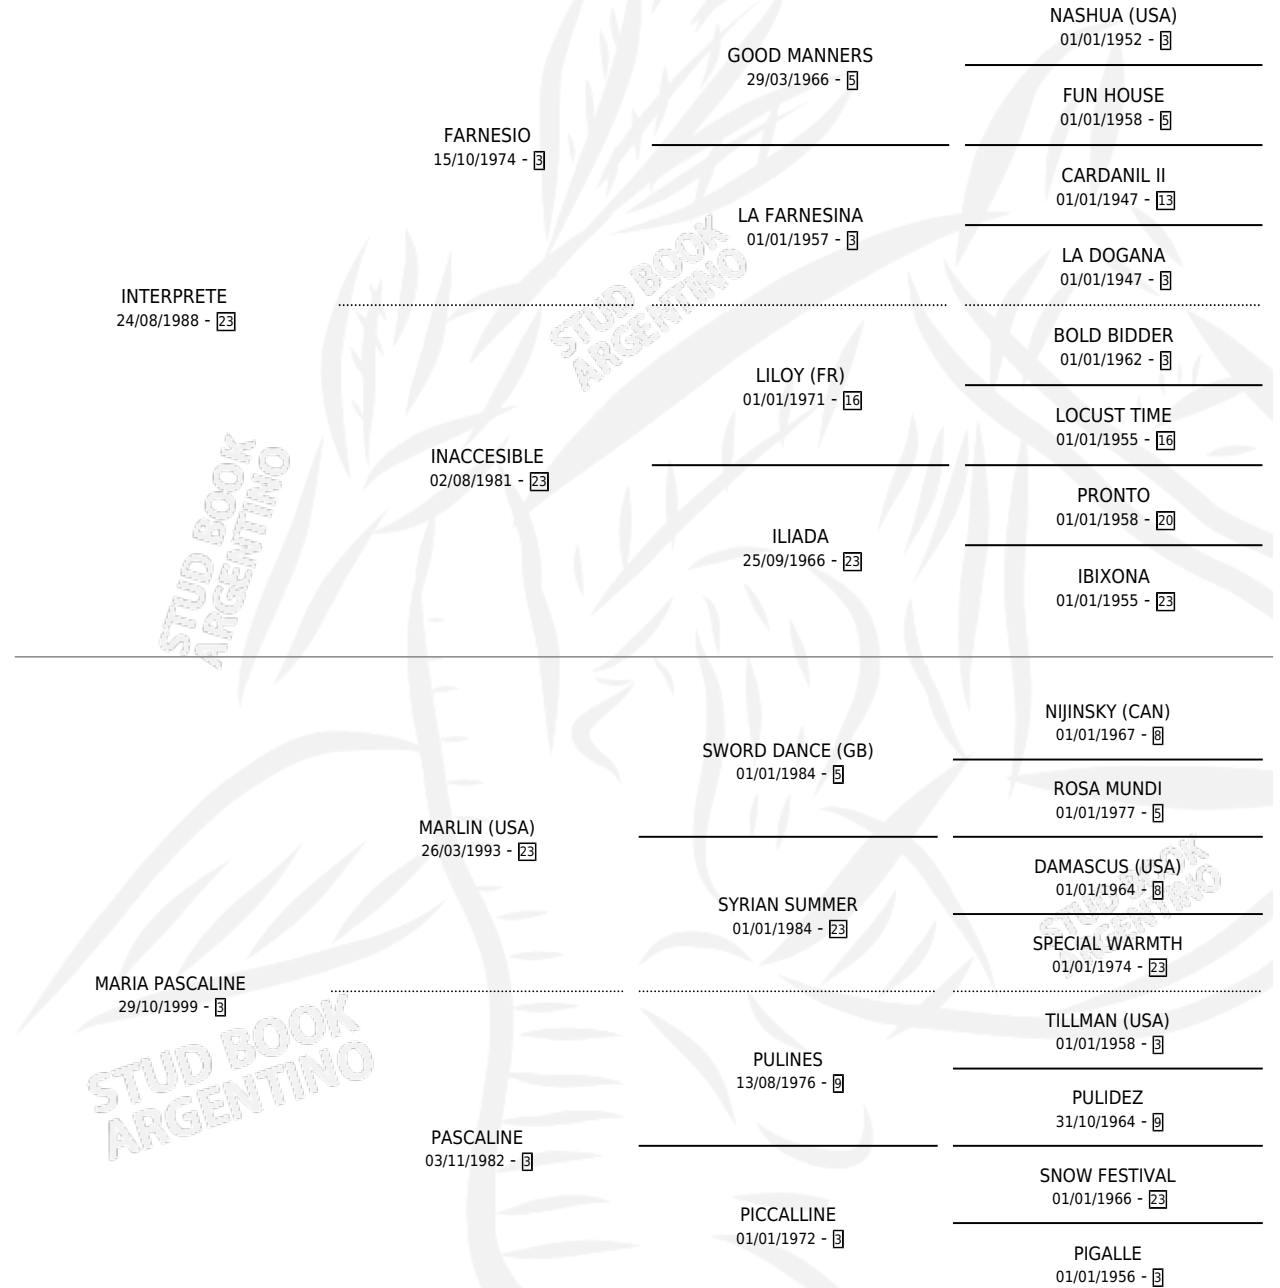 NASHUA (USA)
01/01/1952 - 3
GOOD MANNERS
29/03/1966 - 5
FUN HOUSE
01/01/1958 - 5
FARNESIO
15/10/1974 - 3
CARDANIL II
01/01/1947 - 13
LA FARNESINA
01/01/1957 - 3
LA DOGANA
01/01/1947 - 3
INTERPRETE
24/08/1988 - 23
STUD BOOK
ARGENTINO
BOLD BIDDER
01/01/1962 - 3
LILOY (FR)
01/01/1971 - 16
LOCUST TIME
01/01/1955 - 16
INACCESIBLE
02/08/1981 - 23
PRONTO
01/01/1958 - 20
ILIADA
25/09/1966 - 23
IBIXONA
01/01/1955 - 23
STUD BOOK
ARGENTINO
NIJINSKY (CAN)
01/01/1967 - 8
SWORD DANCE (GB)
01/01/1984 - 5
ROSA MUNDI
01/01/1977 - 5
MARLIN (USA)
26/03/1993 - 23
DAMASCUS (USA)
01/01/1964 - 8
SYRIAN SUMMER
01/01/1984 - 23
SPECIAL WARMTH
01/01/1974 - 23
STUD BOOK
ARGENTINO
MARIA PASCALINE
29/10/1999 - 3
TILLMAN (USA)
01/01/1958 - 3
PULINES
13/08/1976 - 9
PULIDEZ
31/10/1964 - 9
STUD BOOK
ARGENTINO
PASCALINE
03/11/1982 - 3
SNOW FESTIVAL
01/01/1966 - 23
PICCALLINE
01/01/1972 - 3
PIGALLE
01/01/1956 - 3